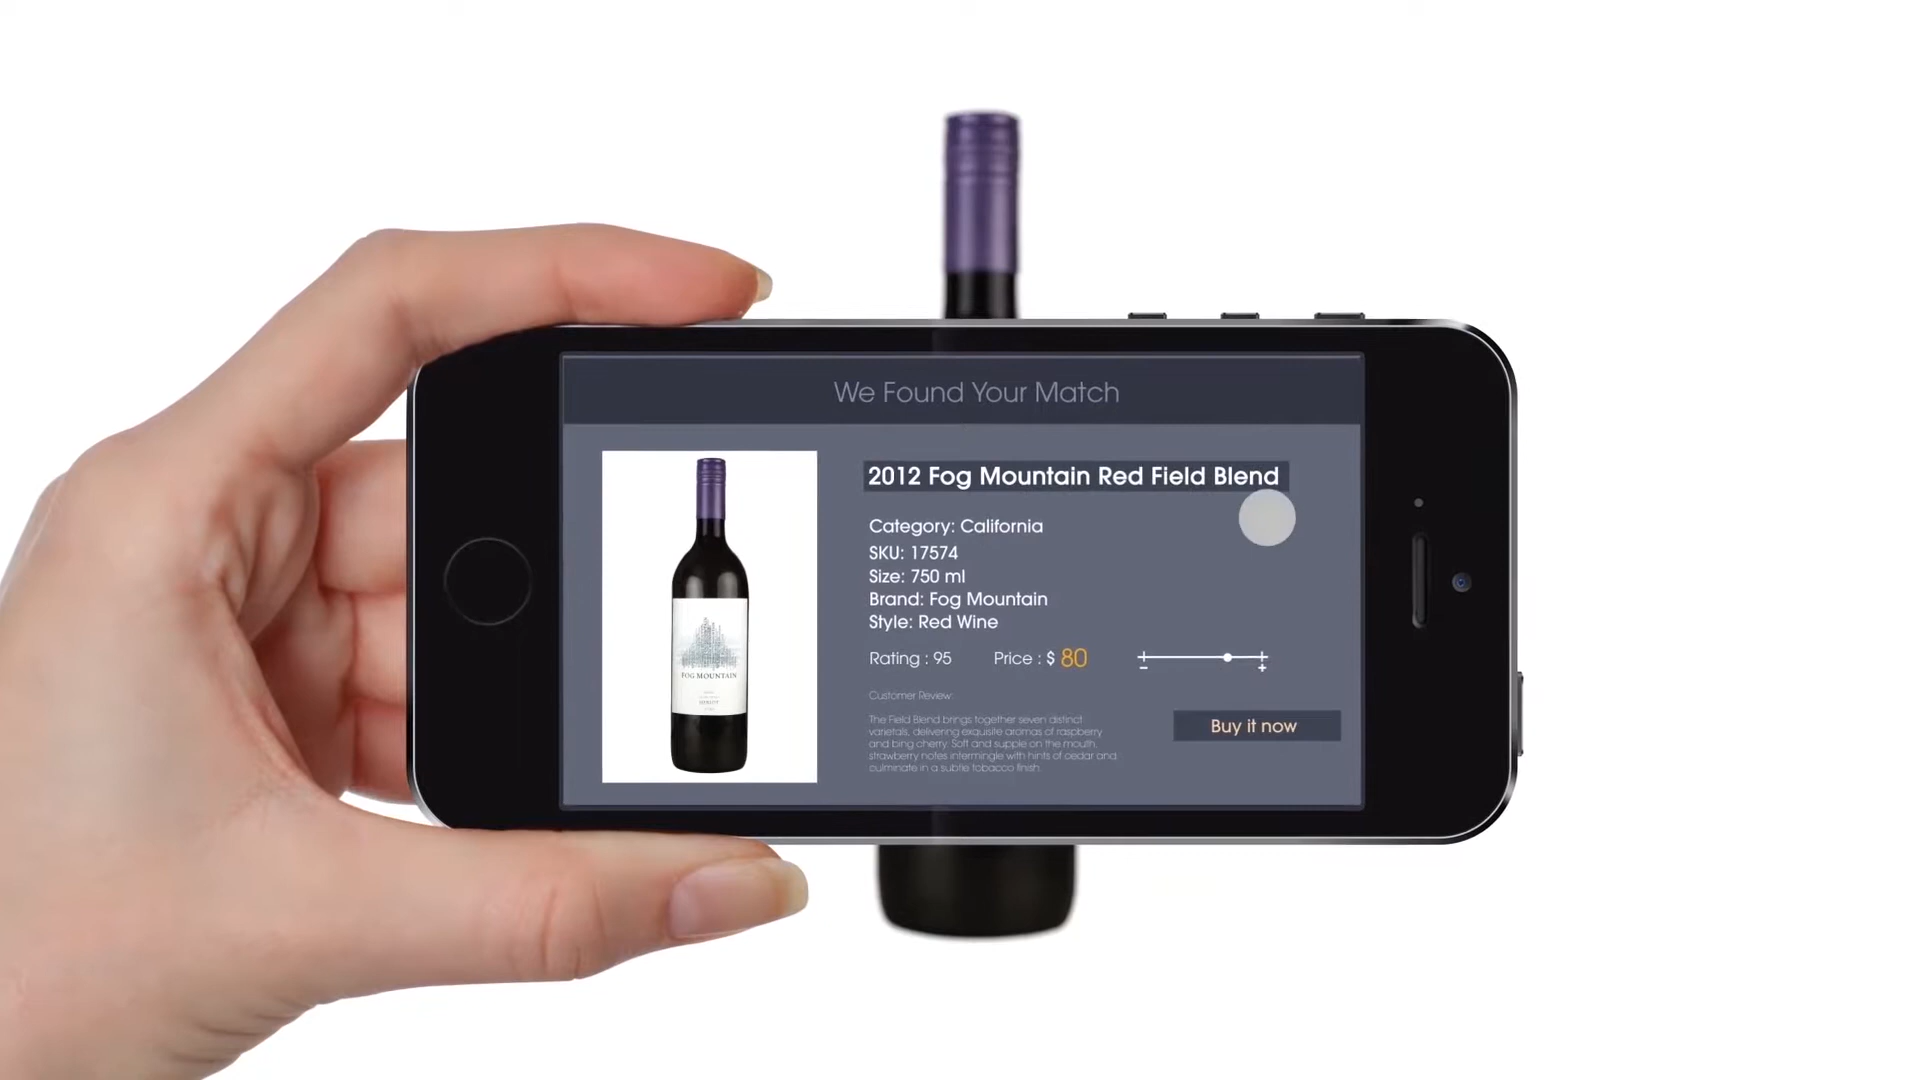 We Found Your Match
2012 Fog Mountain Red Field Blend
Category: California
SKU: 17574
Size: 750 ml
Brand: Fog Mountain
Style: Red Wine
Rating : 95 Price : $ 80
Customer Review:
The Field Blend brings together seven distinct
varietals, delivering exquisite aromas of raspberry
and bing cherry. Soft and supple on the mouth,
strawberry notes intermingle with hints of cedar and
culminate in a subtle tobacco finish.
Buy it now
FOG MOUNTAIN
MERLOT